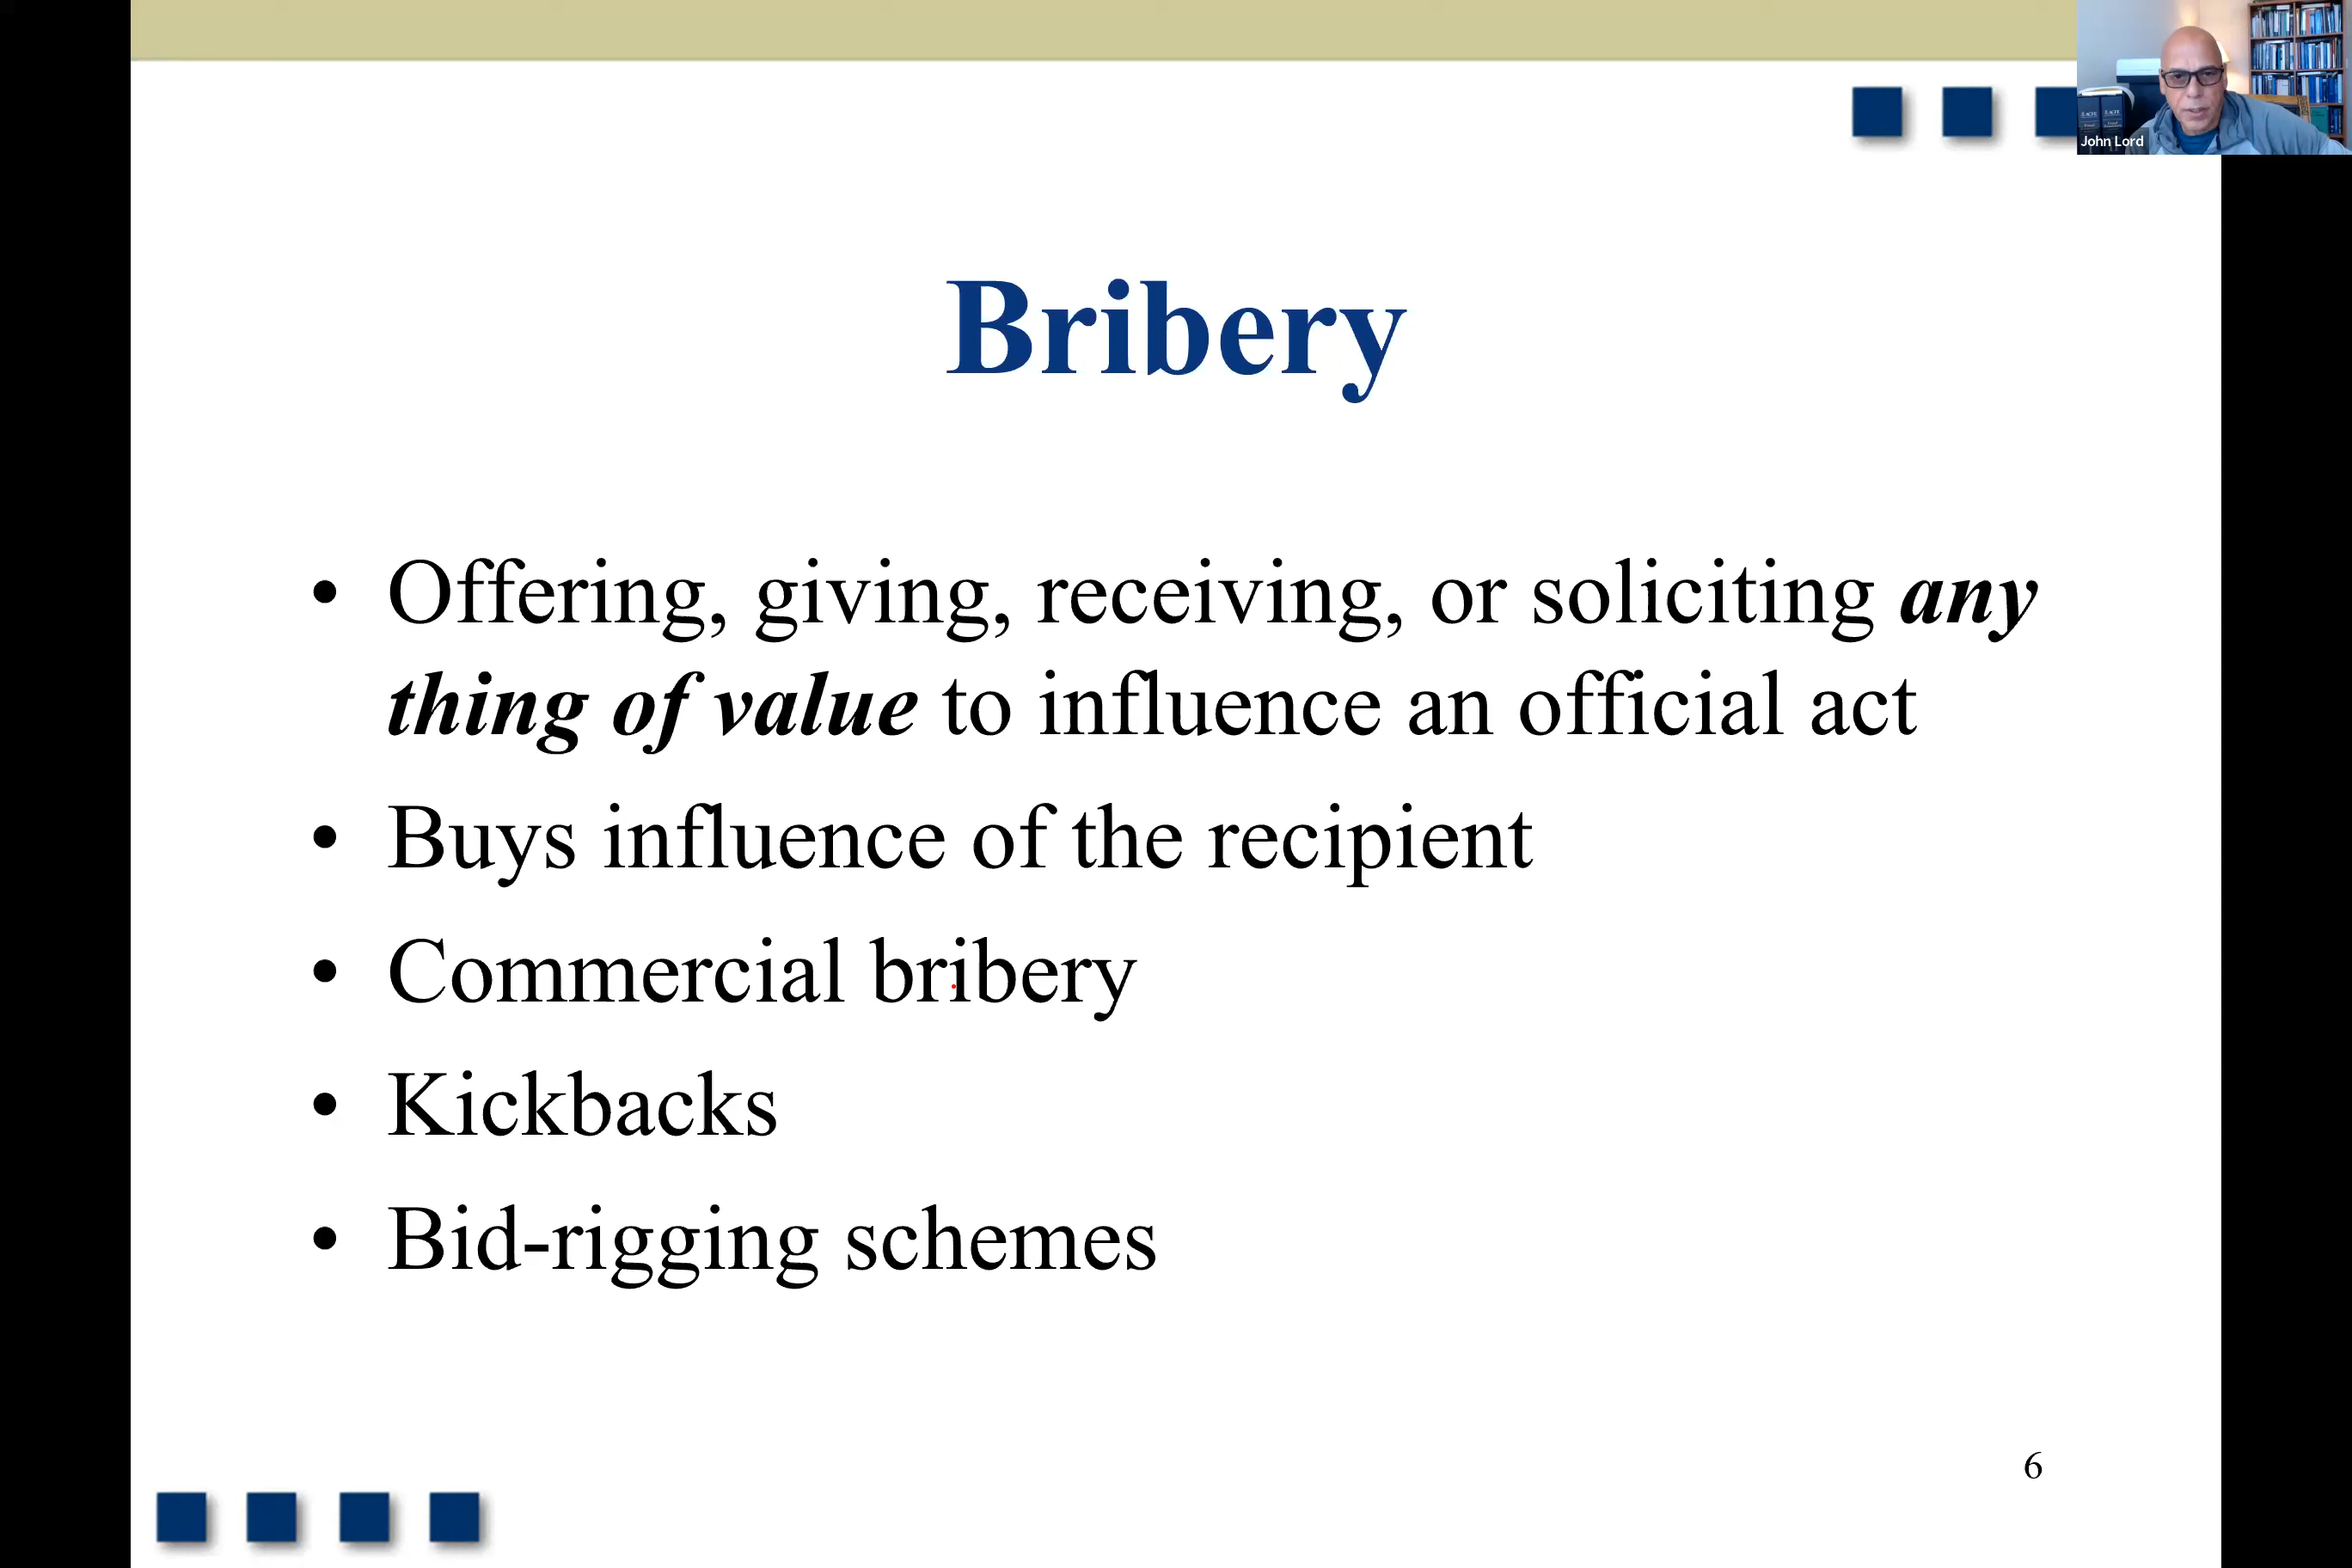 John Lord
Bribery
• Offering, giving, receiving, or soliciting any
thing of value to influence an official act
• Buys influence of the recipient
• Commercial bribery
• Kickbacks
• Bid-rigging schemes
6